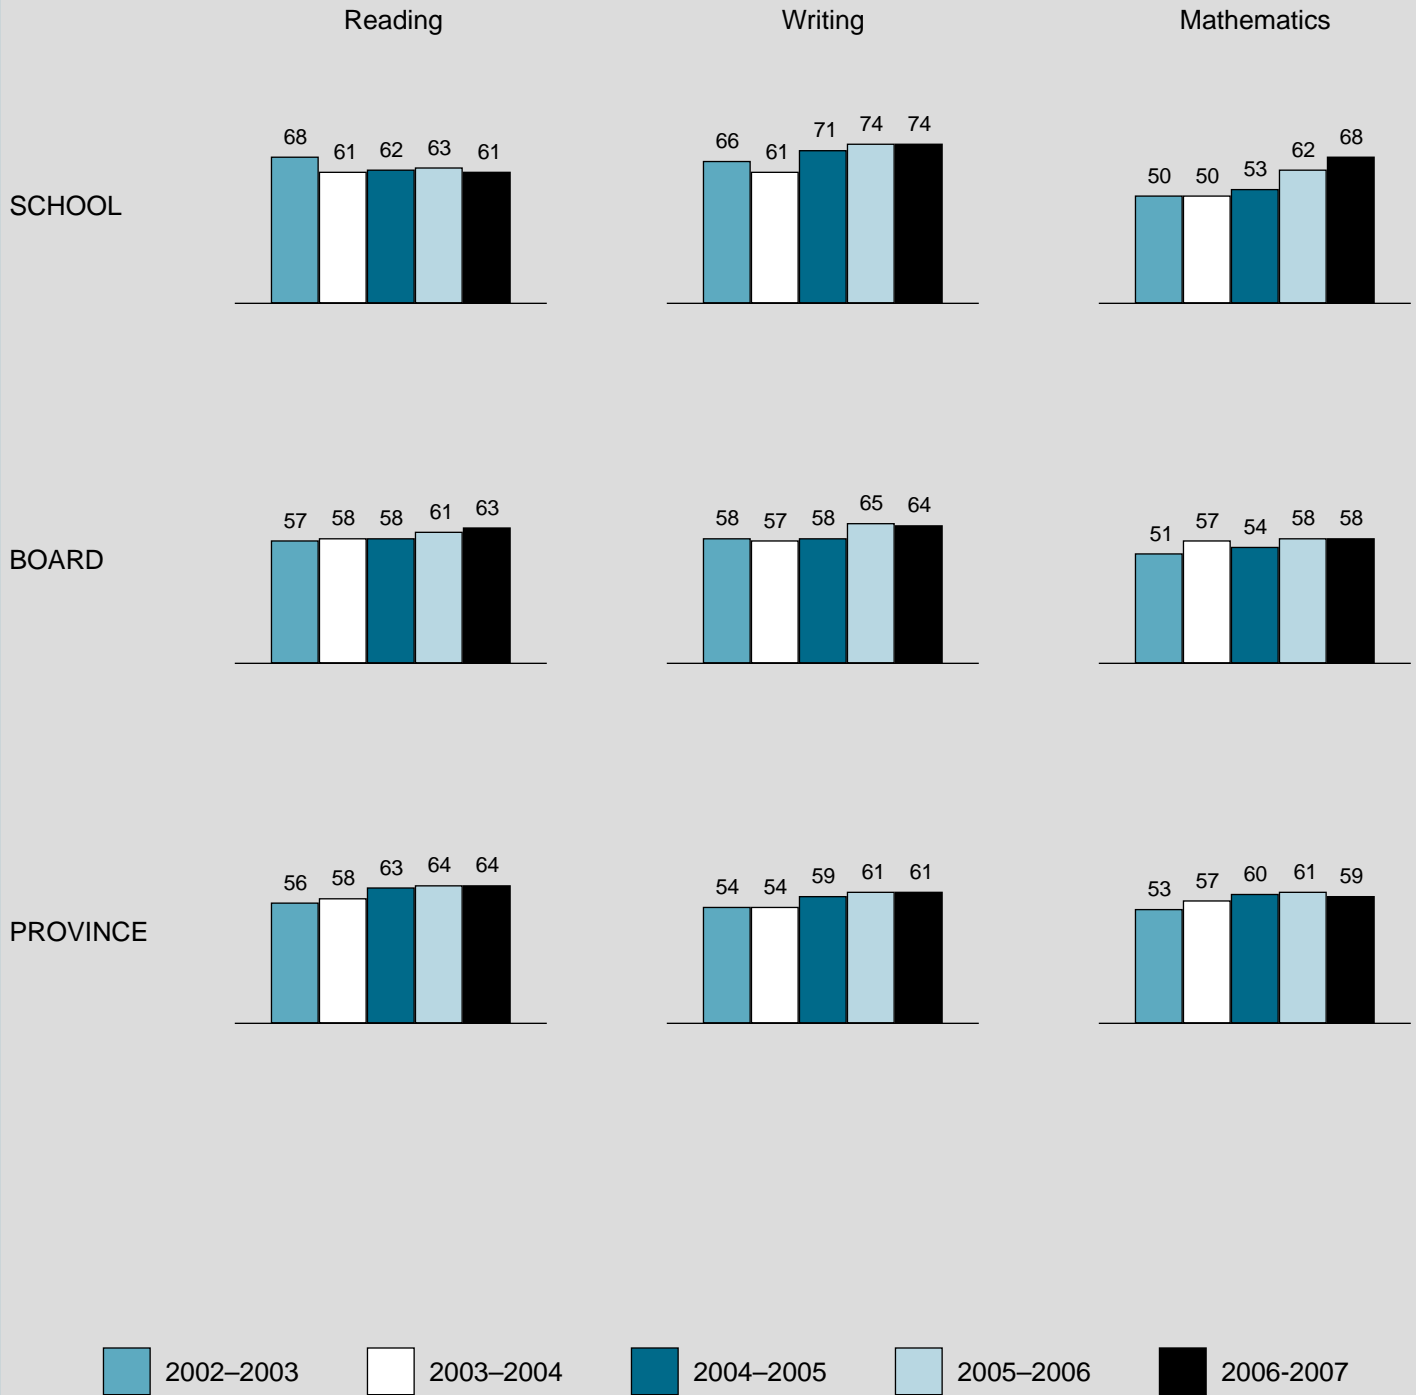 Reading Writing Mathematics
68 61 62 63 61 66 61 71 74 74 50 50 53 62 68
SCHOOL
57 58 58 61 63 58 57 58 65 64 51 57 54 58 58
BOARD
56 58 63 64 64 54 54 59 61 61 53 57 60 61 59
PROVINCE
2002–2003 2003–2004 2004–2005 2005–2006 2006-2007